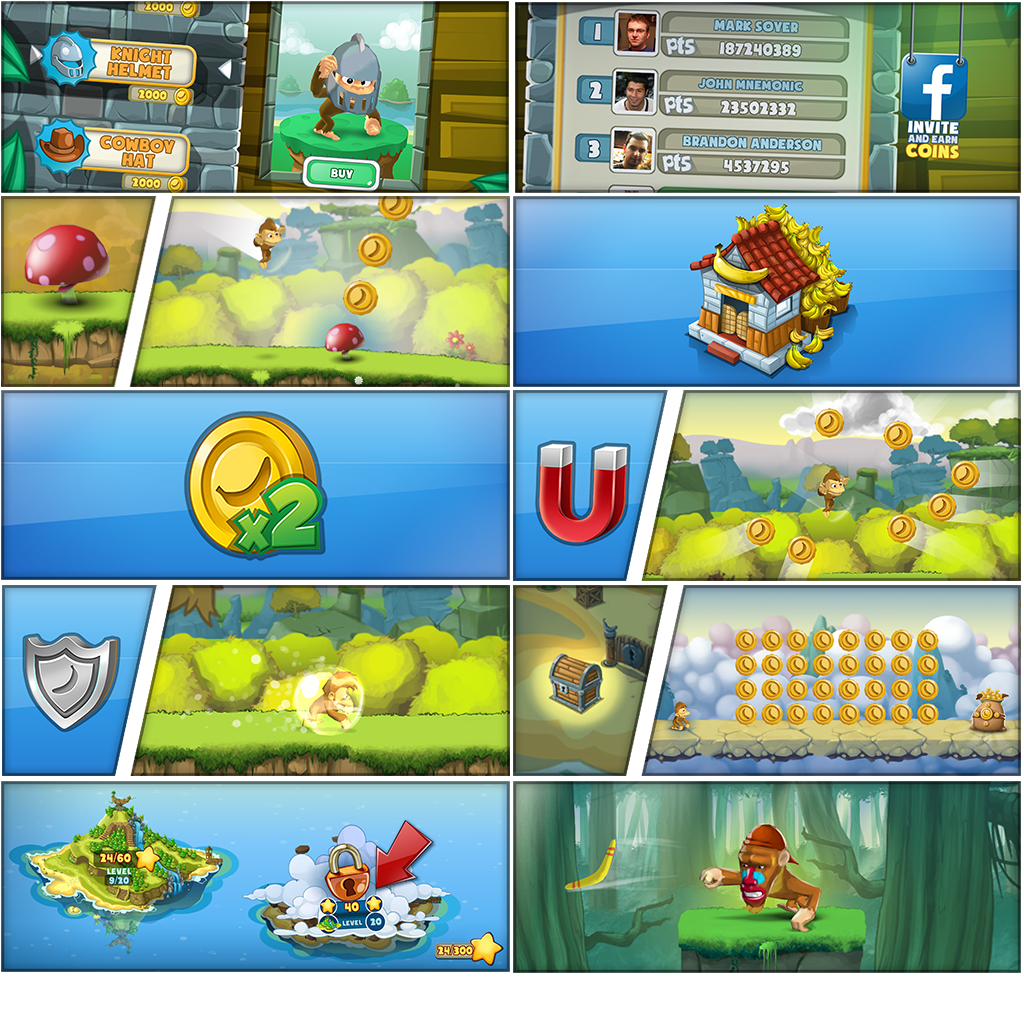 2000
KNIGHT
HELMET
2000
COWBOY
HAT
2000
BUY
1
MARK SOYER
pts 187240389
2
JOHN MNEMONIC
pts 23502332
3
BRANDON ANDERSON
pts 4537295
f
INVITE
AND EARN
COINS
x2
24/60
LEVEL
9/20
40
LEVEL 20
24,300